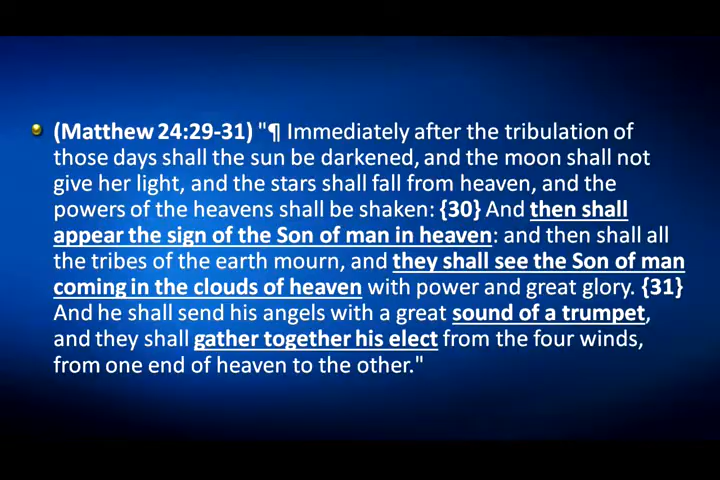 (Matthew 24:29-31) "¶ Immediately after the tribulation of
those days shall the sun be darkened, and the moon shall not
give her light, and the stars shall fall from heaven, and the
powers of the heavens shall be shaken: {30} And then shall
appear the sign of the Son of man in heaven: and then shall all
the tribes of the earth mourn, and they shall see the Son of man
coming in the clouds of heaven with power and great glory. {31}
And he shall send his angels with a great sound of a trumpet,
and they shall gather together his elect from the four winds,
from one end of heaven to the other."